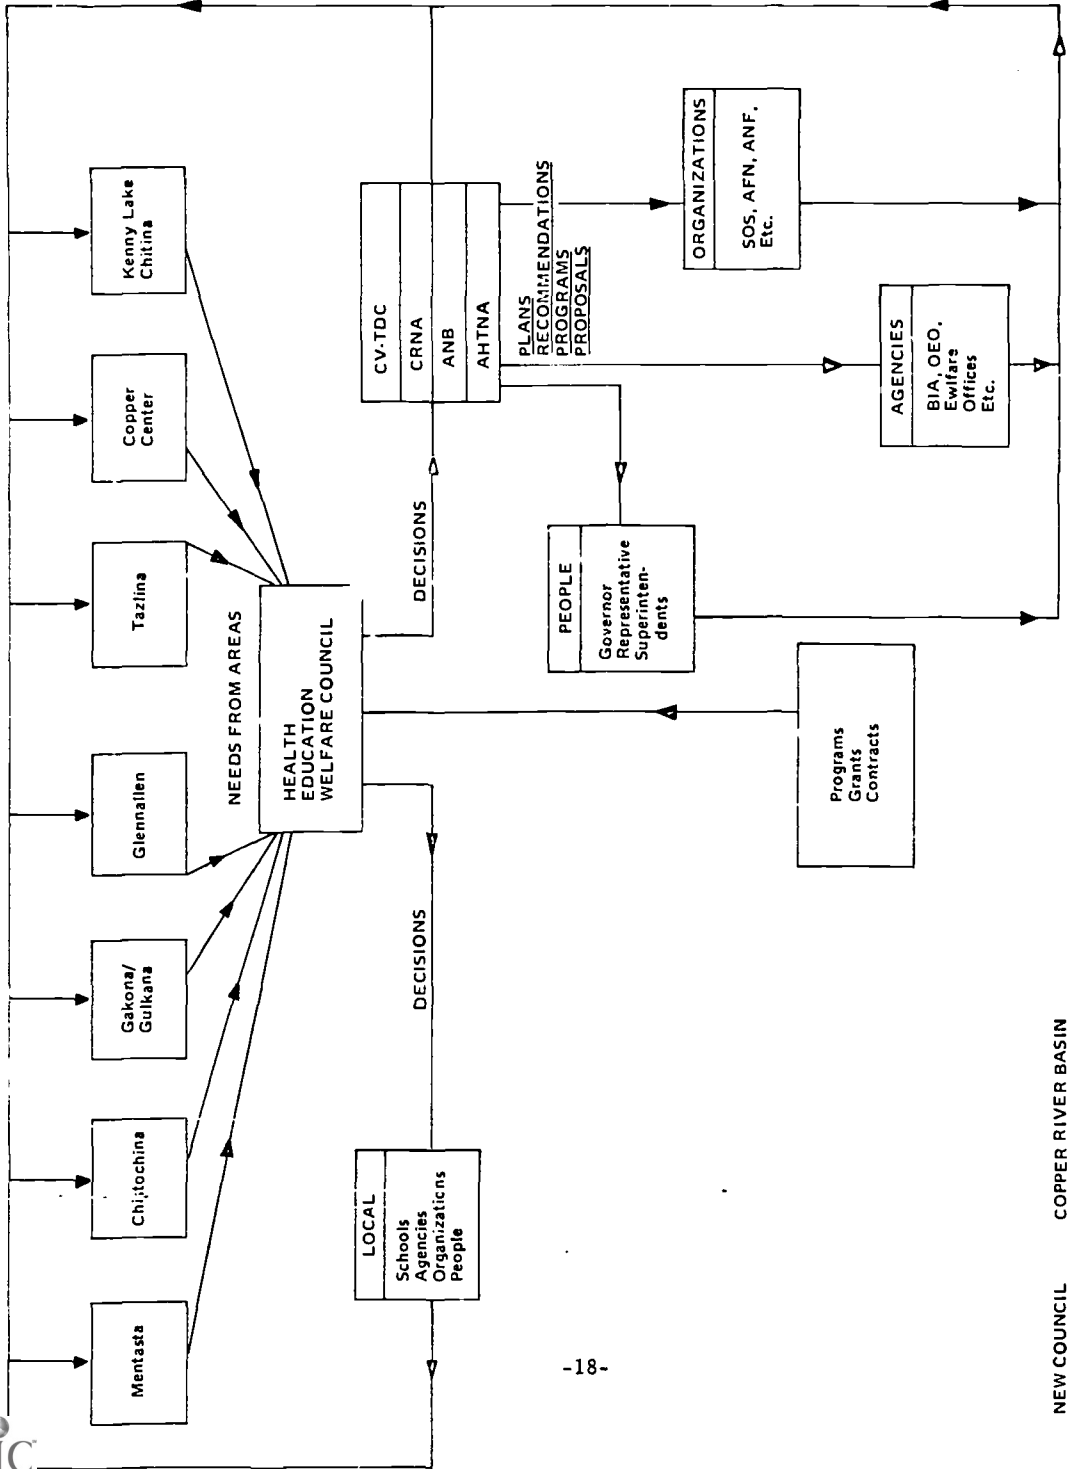 Mentasta
Chistochina
Gakona/
Gulkana
Glennallen
Tazlina
Copper
Center
Kenny Lake
Chitina
NEEDS FROM AREAS
HEALTH
EDUCATION
WELFARE COUNCIL
DECISIONS
DECISIONS
LOCAL
Schools
Agencies
Organizations
People
CV-TDC
CRNA
ANB
AHTNA
PLANS
RECOMMENDATIONS
PROGRAMS
PROPOSALS
PEOPLE
Governor
Representative
Superinten-
dents
ORGANIZATIONS
SOS, AFN, ANF,
Etc.
AGENCIES
BIA, OEO,
Ewlfare
Offices
Etc.
Programs
Grants
Contracts
-18-
NEW COUNCIL COPPER RIVER BASIN